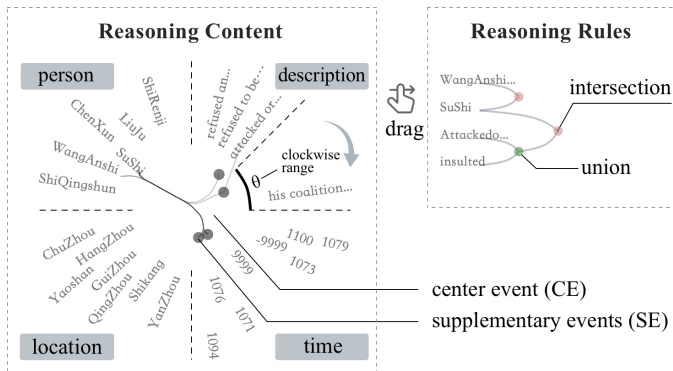 Reasoning Content
person
description
ShiRenji
LiuJu
ChenXun
SuShi
WangAnshi
ShiQingshun
refused an...
refused to be...
attacked or...
clockwise
range
θ
his coalition...
ChuZhou
HangZhou
Yaoshan
GuiZhou
QingZhou
Shikang
YanZhou
-9999
1100
1079
1073
9999
1076
1071
1094
location
time
drag
Reasoning Rules
WangAnshi...
SuShi
Attackedo...
insulted
intersection
union
center event (CE)
supplementary events (SE)